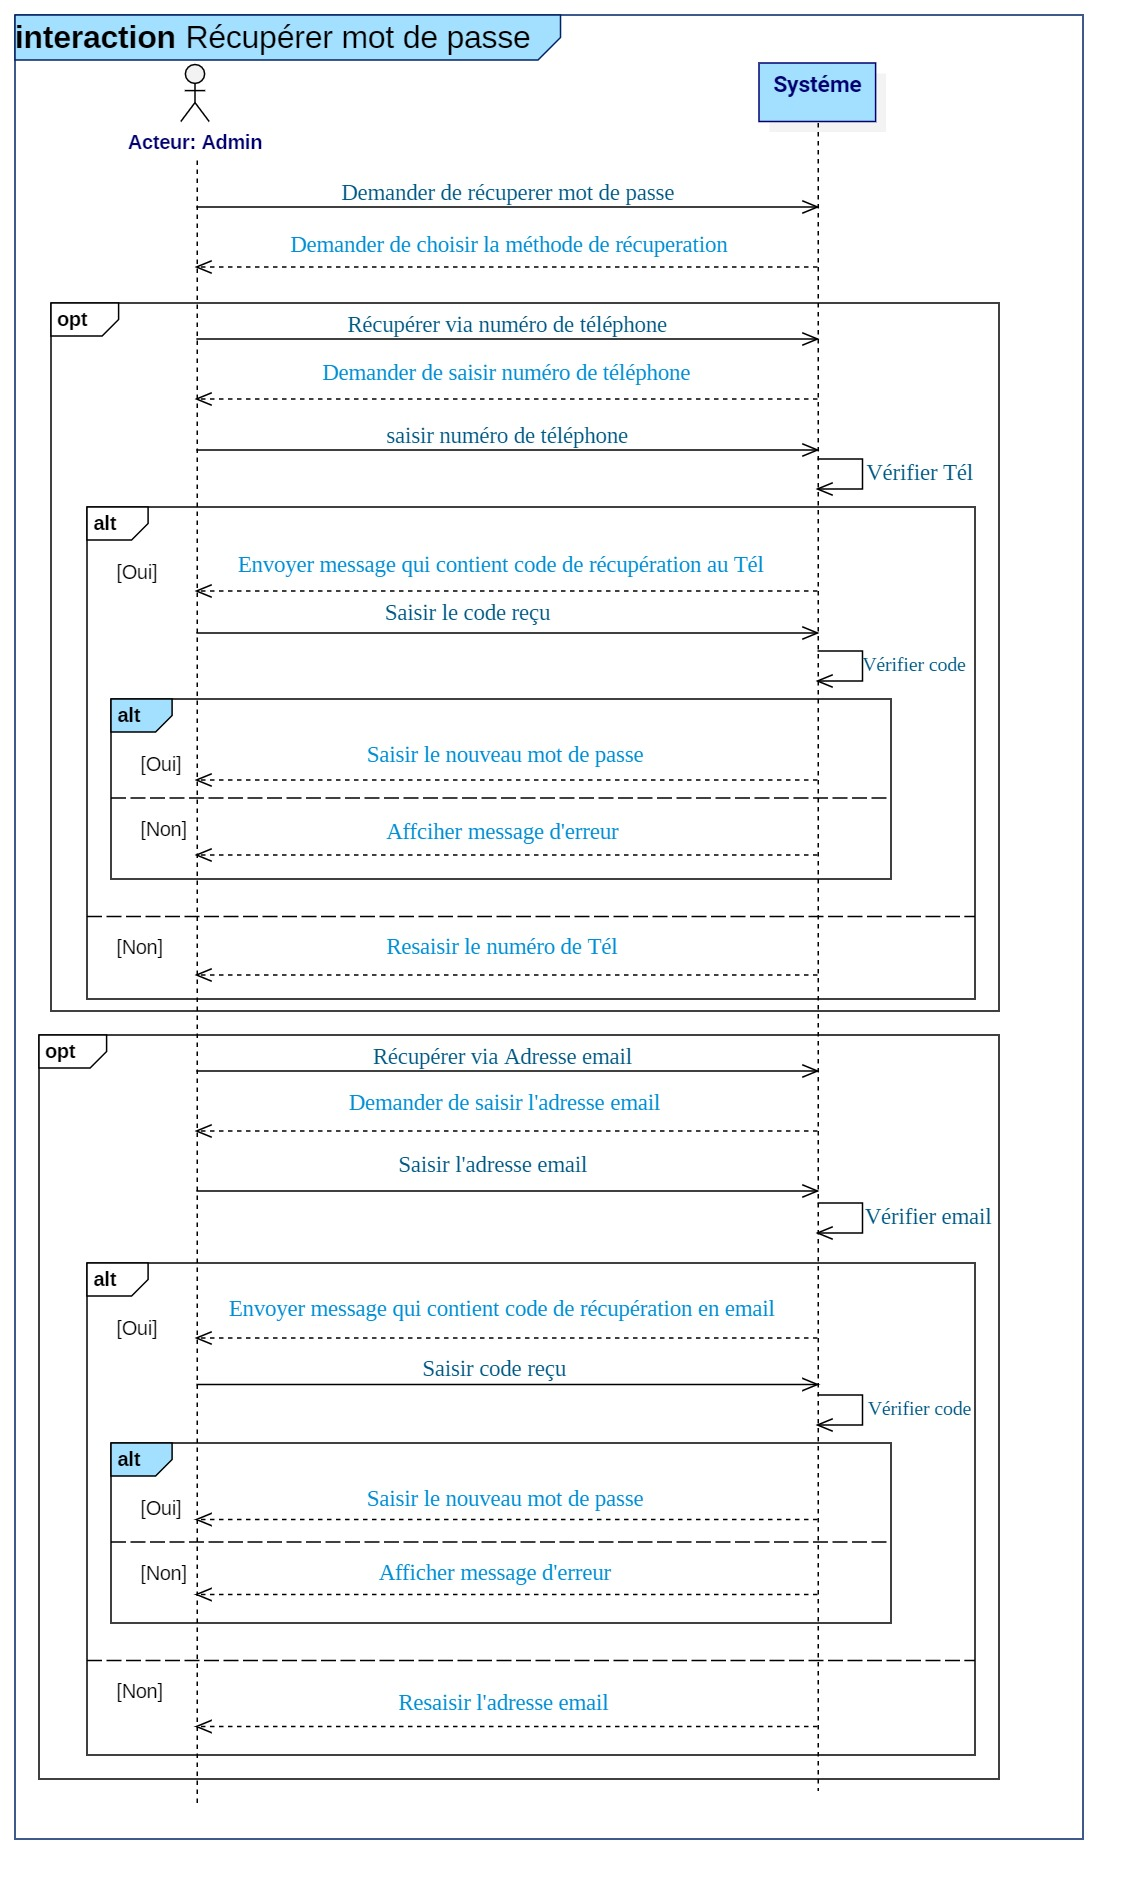 interaction Récupérer mot de passe
Acteur: Admin
Systéme
Demander de récuperer mot de passe
Demander de choisir la méthode de récuperation
opt
Récupérer via numéro de téléphone
Demander de saisir numéro de téléphone
saisir numéro de téléphone
Vérifier Tél
alt
[Oui]
Envoyer message qui contient code de récupération au Tél
Saisir le code reçu
Vérifier code
alt
[Oui]
Saisir le nouveau mot de passe
[Non]
Affciher message d'erreur
[Non]
Resaisir le numéro de Tél
opt
Récupérer via Adresse email
Demander de saisir l'adresse email
Saisir l'adresse email
Vérifier email
alt
[Oui]
Envoyer message qui contient code de récupération en email
Saisir code reçu
Vérifier code
alt
[Oui]
Saisir le nouveau mot de passe
[Non]
Afficher message d'erreur
[Non]
Resaisir l'adresse email